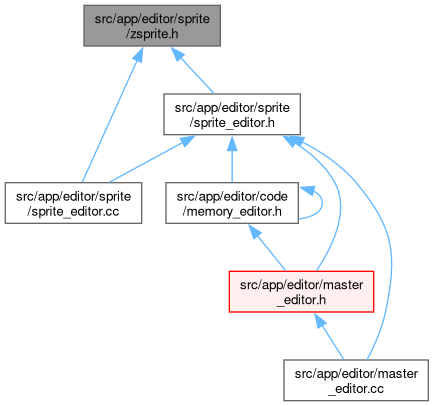 src/app/editor/sprite
/zsprite.h
src/app/editor/sprite
/sprite_editor.h
src/app/editor/sprite
/sprite_editor.cc
src/app/editor/code
/memory_editor.h
src/app/editor/master
_editor.h
src/app/editor/master
_editor.cc